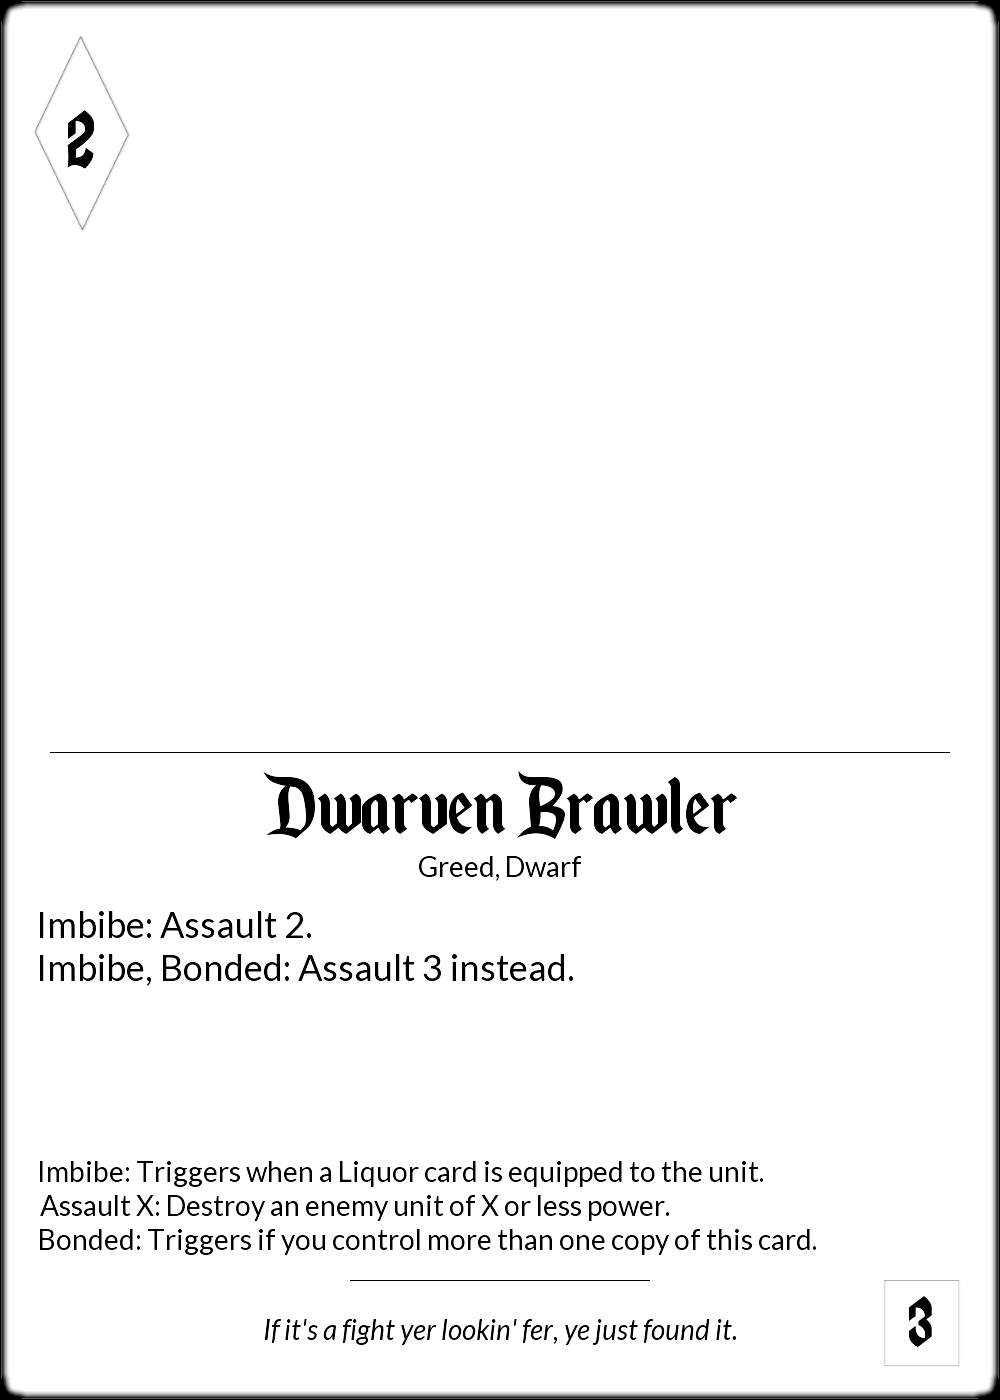 2
Dwarven Brawler
Greed, Dwarf
Imbibe: Assault 2.
Imbibe, Bonded: Assault 3 instead.
Imbibe: Triggers when a Liquor card is equipped to the unit.
Assault X: Destroy an enemy unit of X or less power.
Bonded: Triggers if you control more than one copy of this card.
If it's a fight yer lookin' fer, ye just found it.
3